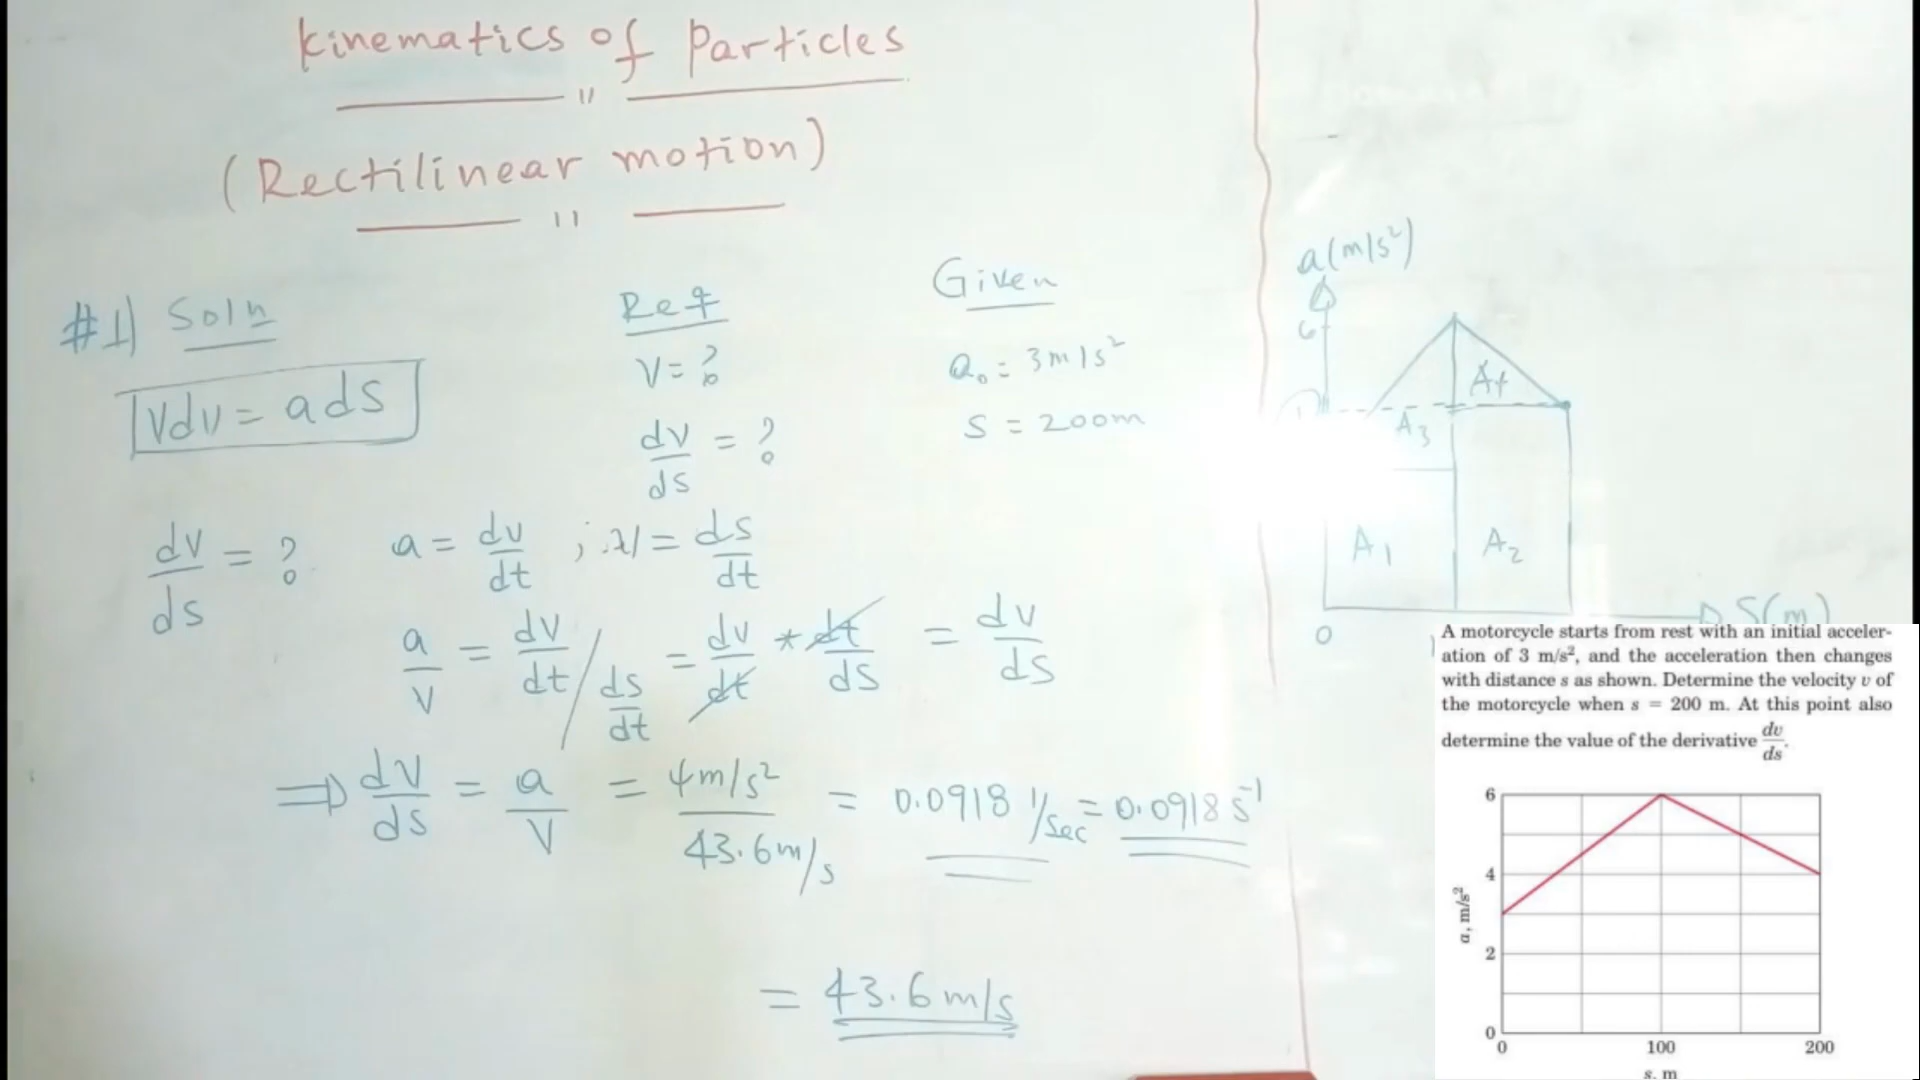 Kinematics of Particles
(Rectilinear motion)
#1) Soln
Req
Given
Vdv = ads
V = ?
a₀ = 3m/s²
dv/ds = ?
S = 200m
dv/ds = ? a = dv/dt ; v = ds/dt
a/v = dv/dt / ds/dt = dv/dt * dt/ds = dv/ds
⇒ dv/ds = a/v = 4m/s²/43.6m/s = 0.0918 1/sec = 0.0918 s⁻¹
= 43.6 m/s
a(m/s²)
6
A₄
A₃
A₁
A₂
0
S(m)
A motorcycle starts from rest with an initial acceler-
ation of 3 m/s², and the acceleration then changes
with distance s as shown. Determine the velocity v of
the motorcycle when s = 200 m. At this point also
determine the value of the derivative dv/ds.
6
4
2
0
a, m/s²
0 100 200
s, m